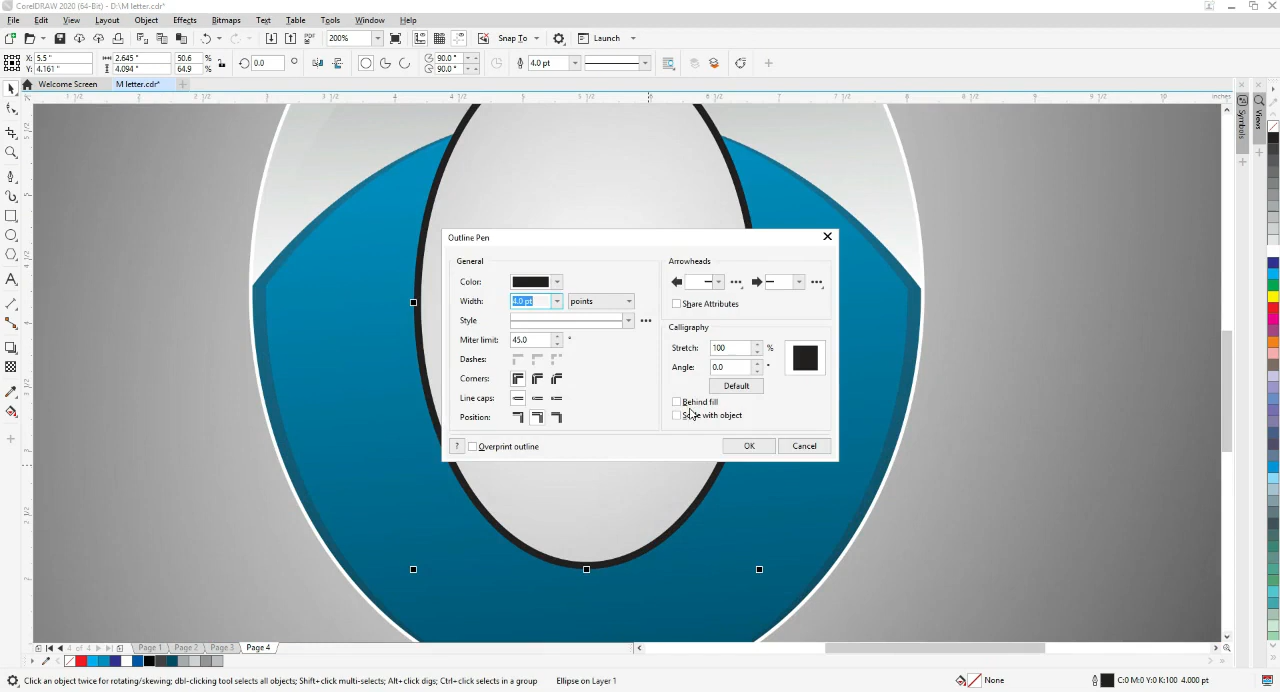 CorelDRAW 2020 (64-Bit) - D:\M letter.cdr*
File Edit View Layout Object Effects Bitmaps Text Table Tools Window Help
200% Snap To Launch
X: 5.5 " 2.645 " 50.6 % 0.0 ° 90.0 ° 4.0 pt
Y: 4.161 " 4.094 " 64.9 % 90.0 °
Welcome Screen M letter.cdr*
inches
Symbols
Views
Outline Pen
General
Color:
Width: 4.0 pt points
Style
Miter limit: 45.0 °
Dashes:
Corners:
Line caps:
Position:
Arrowheads
Share Attributes
Calligraphy
Stretch: 100 %
Angle: 0.0 °
Default
Behind fill
Scale with object
? Overprint outline OK Cancel
4 of 4 Page 1 Page 2 Page 3 Page 4
Click an object twice for rotating/skewing; dbl-clicking tool selects all objects; Shift+click multi-selects; Alt+click digs; Ctrl+click selects in a group Ellipse on Layer 1 None C:0 M:0 Y:0 K:100 4.000 pt